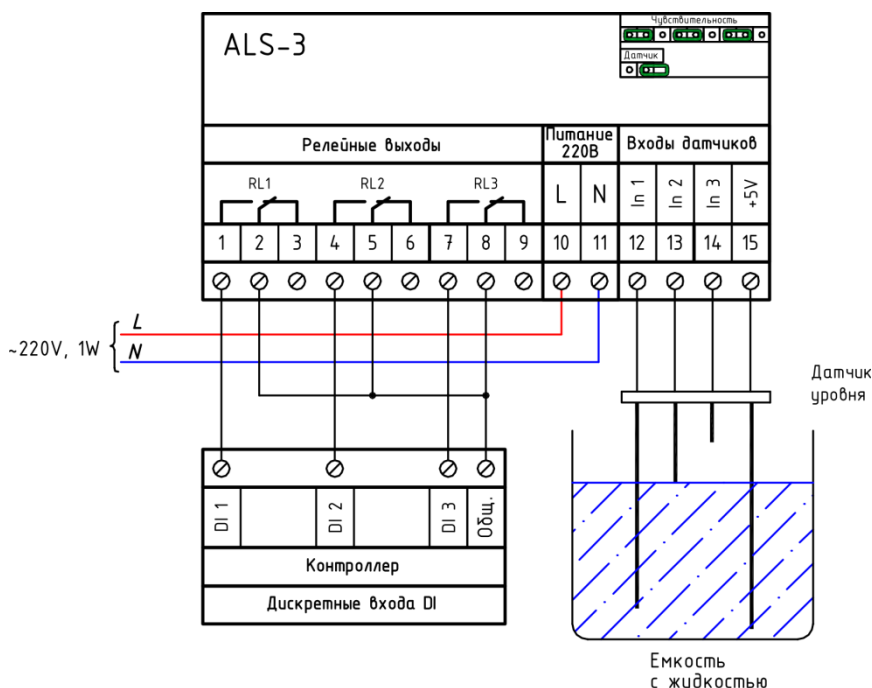 Чувствительность
ALS-3
Датчик
Релейные выходы
Питание
220В
Входы датчиков
RL1
RL2
RL3
L
N
In 1
In 2
In 3
+5V
1 2 3 4 5 6 7 8 9 10 11 12 13 14 15
L
~220V, 1W
N
Датчик
уровня
DI 1
DI 2
DI 3
Общ.
Контроллер
Дискретные входа DI
Емкость
с жидкостью